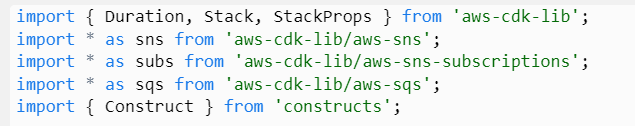 import { Duration, Stack, StackProps } from 'aws-cdk-lib';
import * as sns from 'aws-cdk-lib/aws-sns';
import * as subs from 'aws-cdk-lib/aws-sns-subscriptions';
import * as sqs from 'aws-cdk-lib/aws-sqs';
import { Construct } from 'constructs';